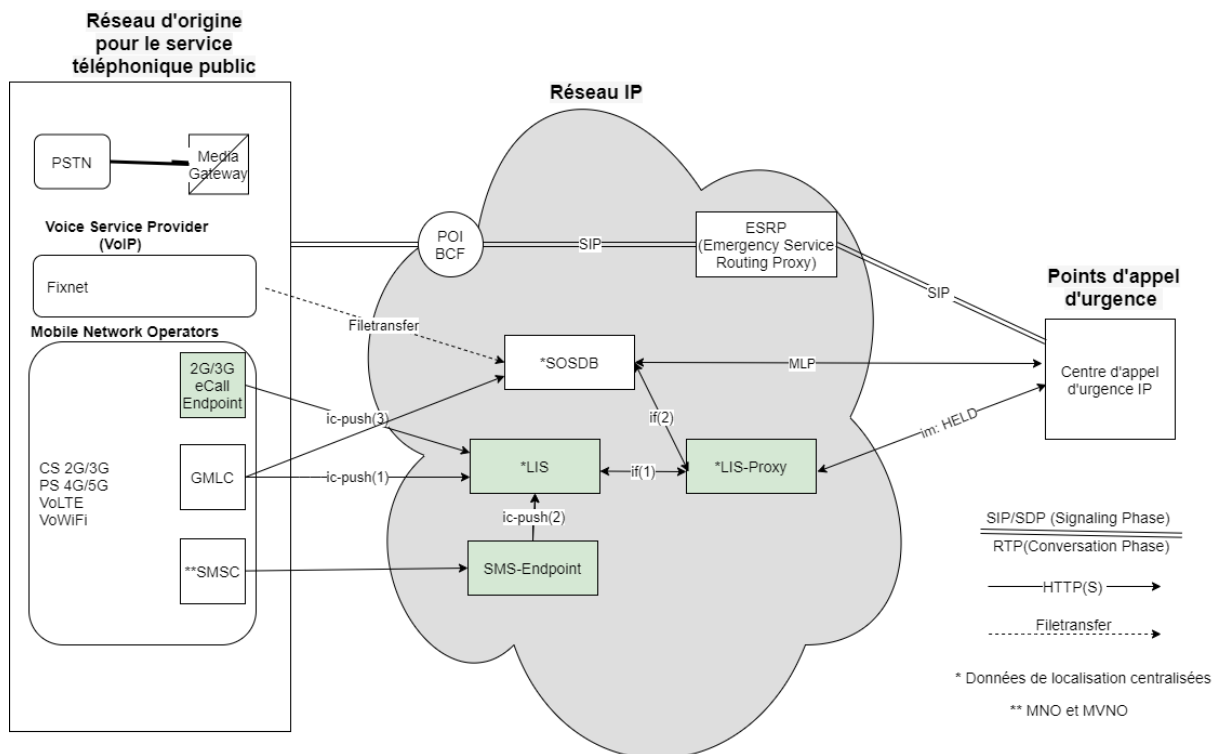 Réseau d'origine
pour le service
téléphonique public
PSTN
Media
Gateway
Voice Service Provider
(VoIP)
Fixnet
Mobile Network Operators
2G/3G
eCall
Endpoint
CS 2G/3G
PS 4G/5G
VoLTE
VoWiFi
GMLC
**SMSC
Réseau IP
POI
BCF
SIP
ESRP
(Emergency Service
Routing Proxy)
SIP
Filetransfer
*SOSDB
MLP
ic-push(3)
if(2)
im: HELD
*LIS
ic-push(1)
if(1)
*LIS-Proxy
ic-push(2)
SMS-Endpoint
Points d'appel
d'urgence
Centre d'appel
d'urgence IP
SIP/SDP (Signaling Phase)
RTP(Conversation Phase)
HTTP(S)
Filetransfer
* Données de localisation centralisées
** MNO et MVNO